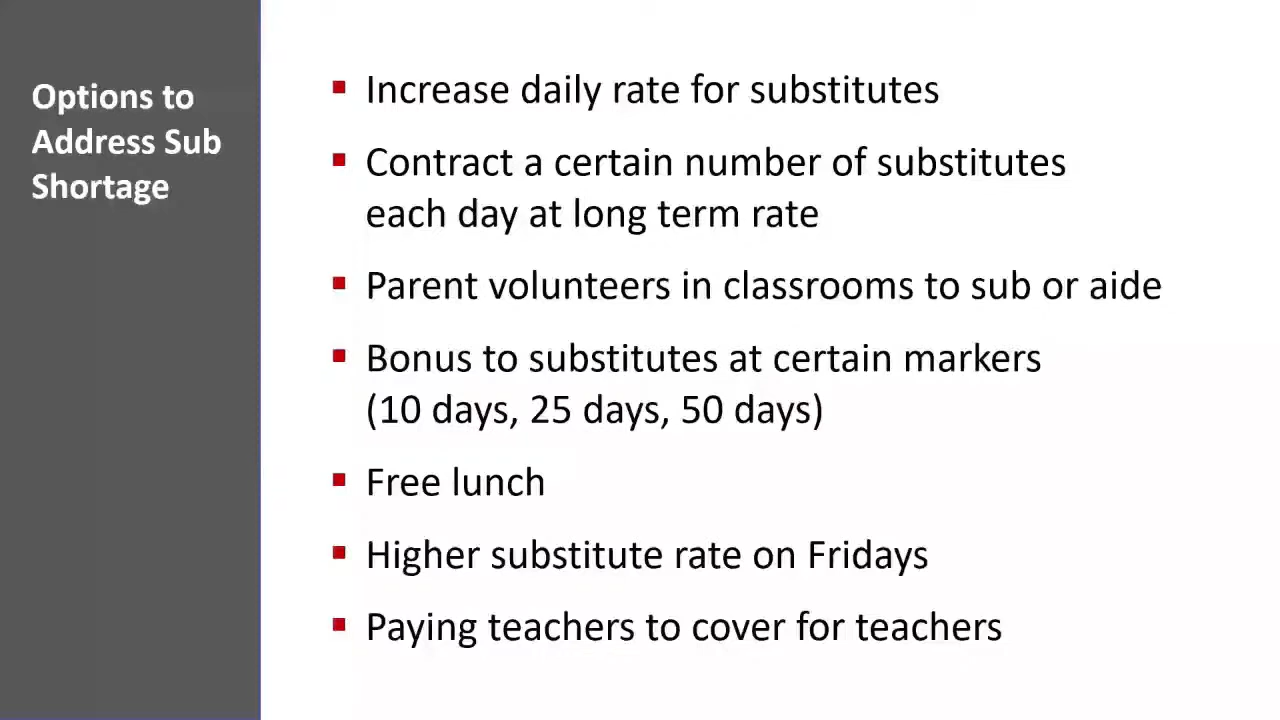 Options to
Address Sub
Shortage
▪ Increase daily rate for substitutes
▪ Contract a certain number of substitutes
each day at long term rate
▪ Parent volunteers in classrooms to sub or aide
▪ Bonus to substitutes at certain markers
(10 days, 25 days, 50 days)
▪ Free lunch
▪ Higher substitute rate on Fridays
▪ Paying teachers to cover for teachers